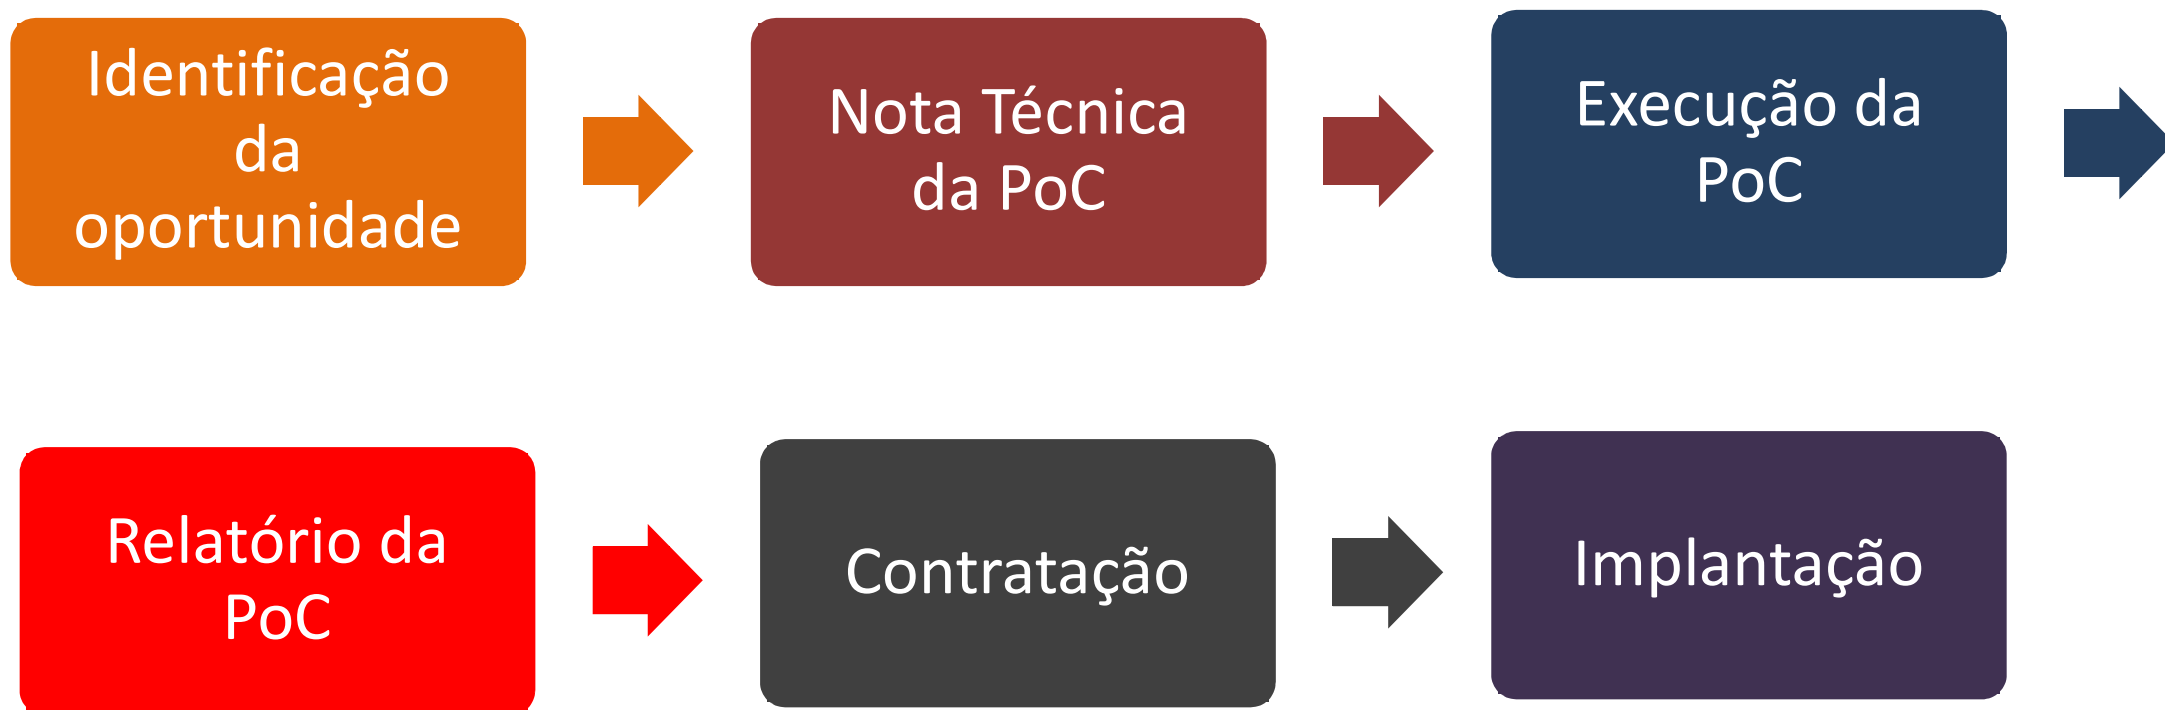 Identificação
da
oportunidade
Nota Técnica
da PoC
Execução da
PoC
Relatório da
PoC
Contratação
Implantação